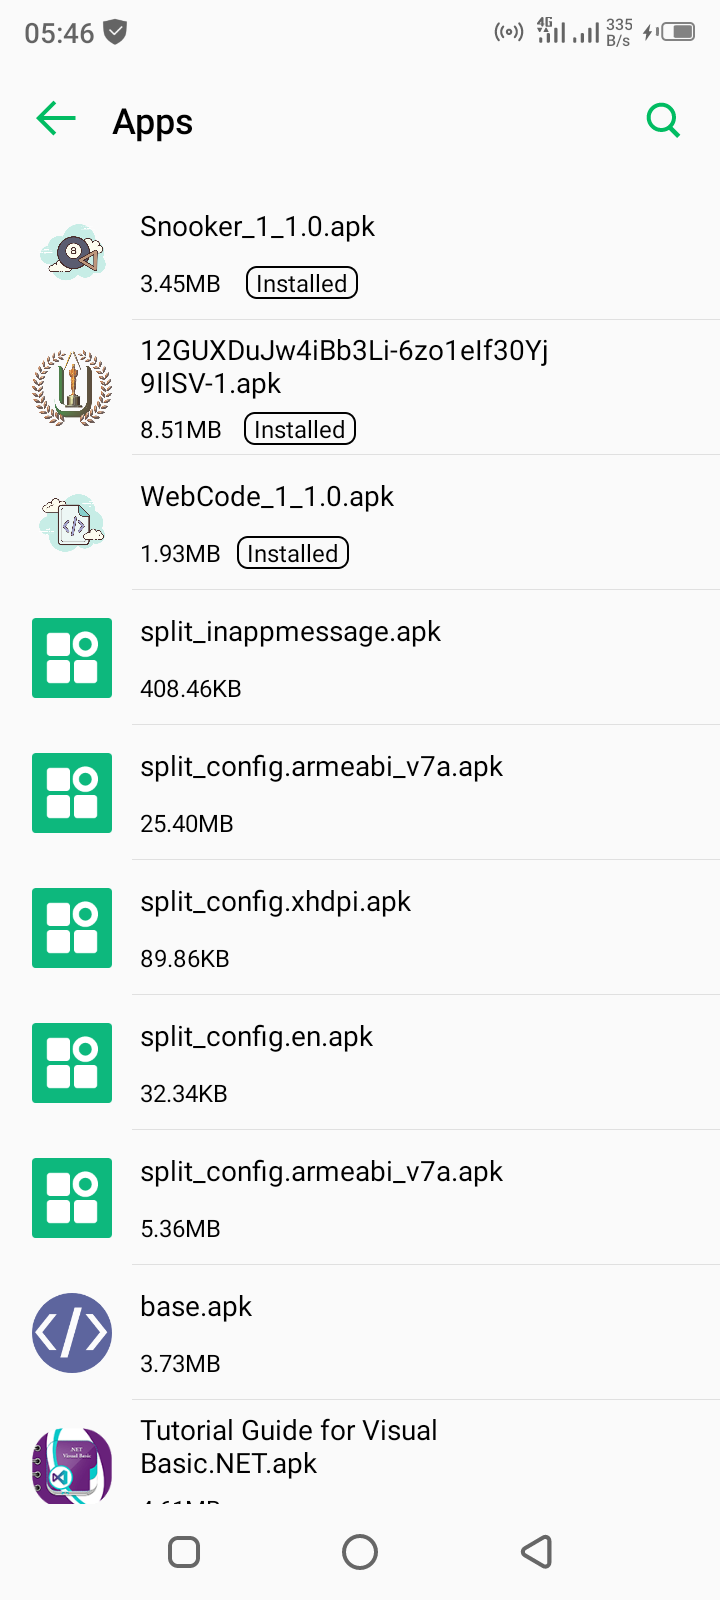 05:46
4G
335
B/s
Apps
Snooker_1_1.0.apk
3.45MB Installed
12GUXDuJw4iBb3Li-6zo1eIf30Yj
9IlSV-1.apk
8.51MB Installed
WebCode_1_1.0.apk
1.93MB Installed
split_inappmessage.apk
408.46KB
split_config.armeabi_v7a.apk
25.40MB
split_config.xhdpi.apk
89.86KB
split_config.en.apk
32.34KB
split_config.armeabi_v7a.apk
5.36MB
base.apk
3.73MB
Tutorial Guide for Visual
Basic.NET.apk